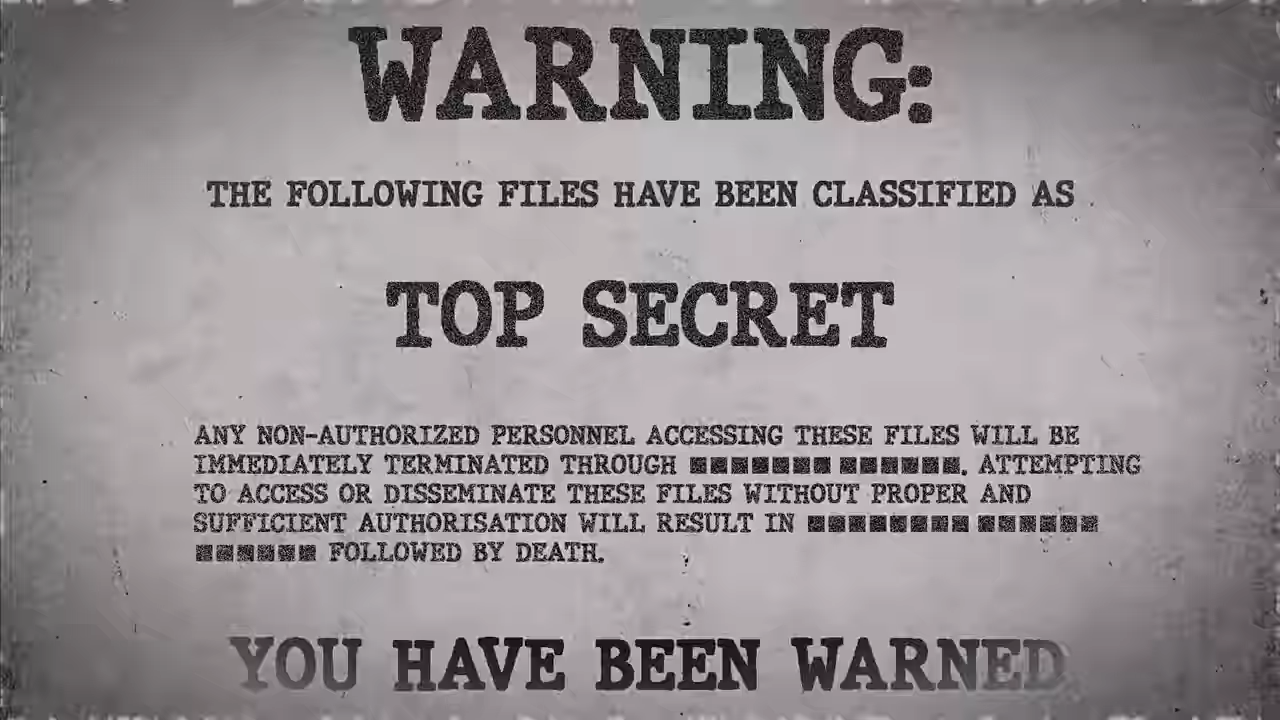 WARNING:
THE FOLLOWING FILES HAVE BEEN CLASSIFIED AS
TOP SECRET
ANY NON-AUTHORIZED PERSONNEL ACCESSING THESE FILES WILL BE
IMMEDIATELY TERMINATED THROUGH ■■■■■■■ ■■■■■■. ATTEMPTING
TO ACCESS OR DISSEMINATE THESE FILES WITHOUT PROPER AND
SUFFICIENT AUTHORISATION WILL RESULT IN ■■■■■■■■ ■■■■■■
■■■■■■ FOLLOWED BY DEATH.
YOU HAVE BEEN WARNED